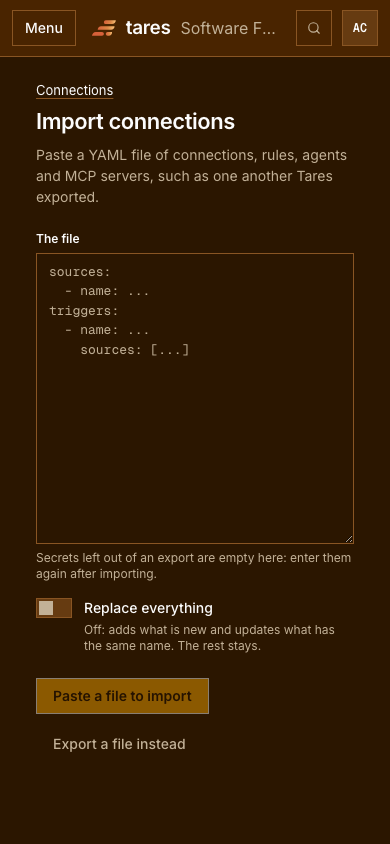 Menu
tares
Software F...
AC
Connections
Import connections
Paste a YAML file of connections, rules, agents
and MCP servers, such as one another Tares
exported.
The file
sources:
  - name: ...
triggers:
  - name: ...
    sources: [...]
Secrets left out of an export are empty here: enter them
again after importing.
Replace everything
Off: adds what is new and updates what has
the same name. The rest stays.
Paste a file to import
Export a file instead